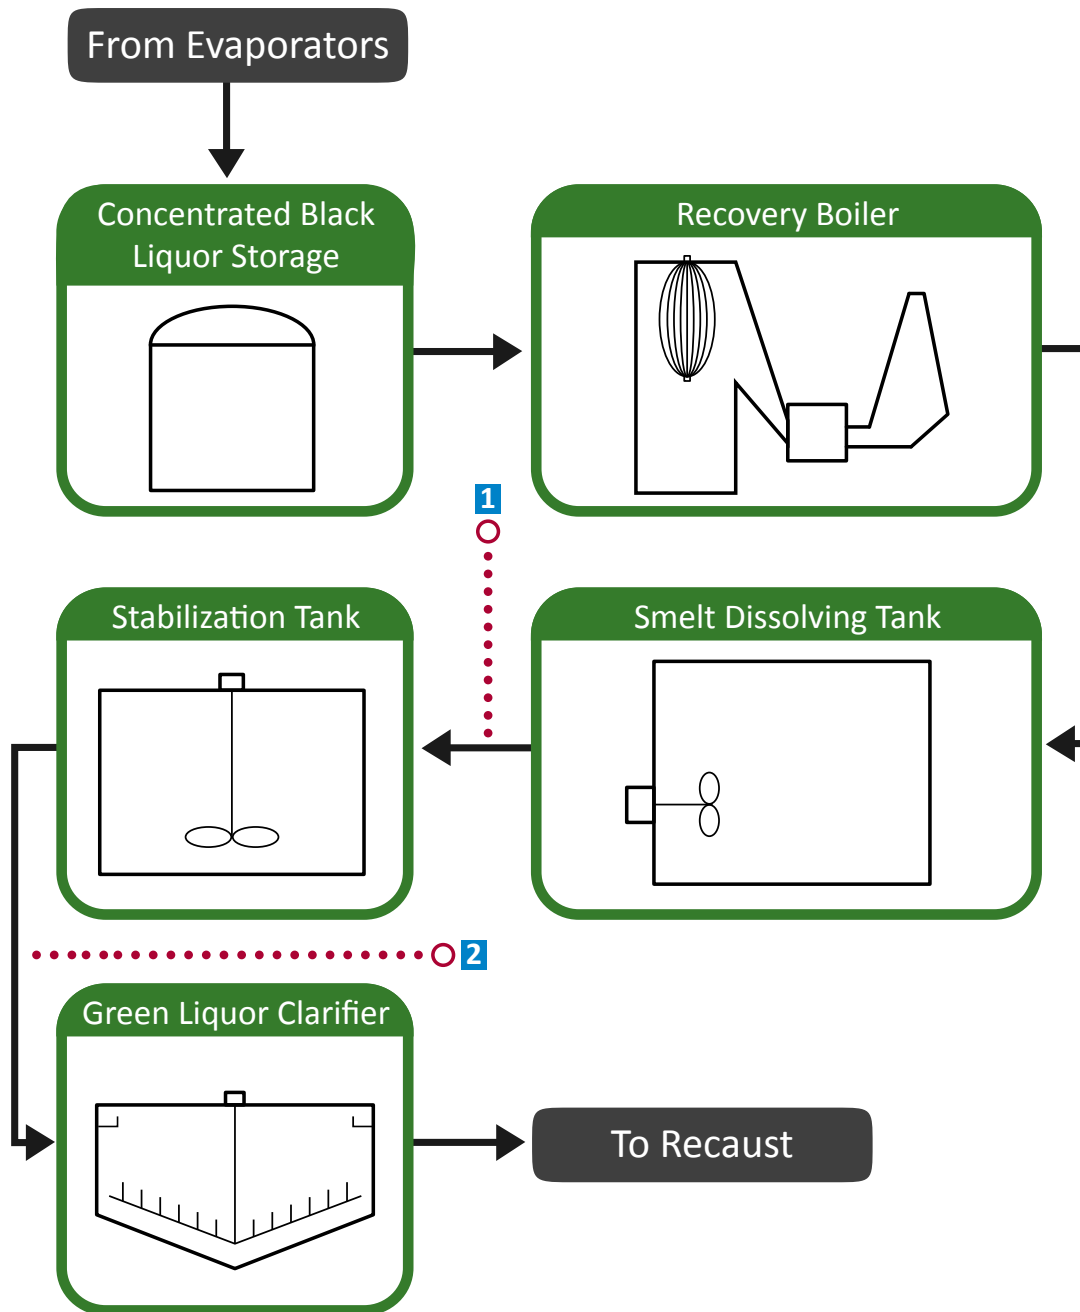 From Evaporators
Concentrated Black
Liquor Storage
Recovery Boiler
1
Stabilization Tank
Smelt Dissolving Tank
2
Green Liquor Clarifier
To Recaust